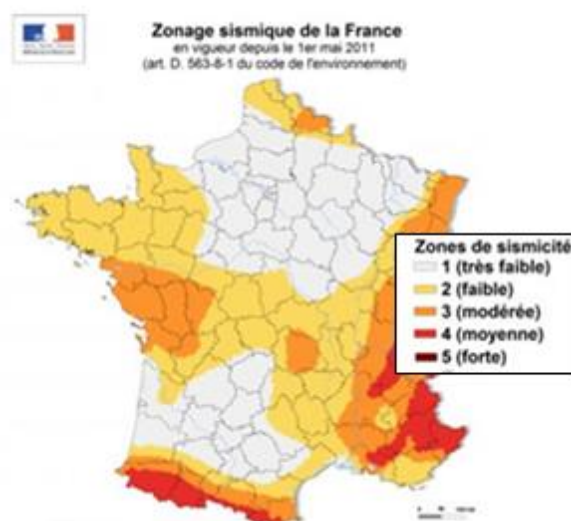 Zonage sismique de la France
en vigueur depuis le 1er mai 2011
(art. D. 563-8-1 du code de l'environnement)
Zones de sismicité
1 (très faible)
2 (faible)
3 (modérée)
4 (moyenne)
5 (forte)